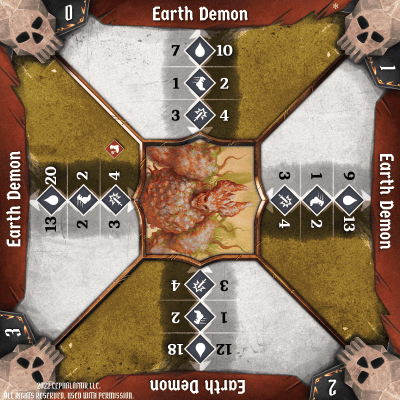 0
Earth Demon
7 10
1 2
3 4
1
Earth Demon
9 13
1 2
3 4
2
Earth Demon
12 18
1 2
3 4
3
Earth Demon
13 20
2 2
3 4
2022 CEPHALOFAIR LLC.
ALL RIGHTS RESERVED. USED WITH PERMISSION.